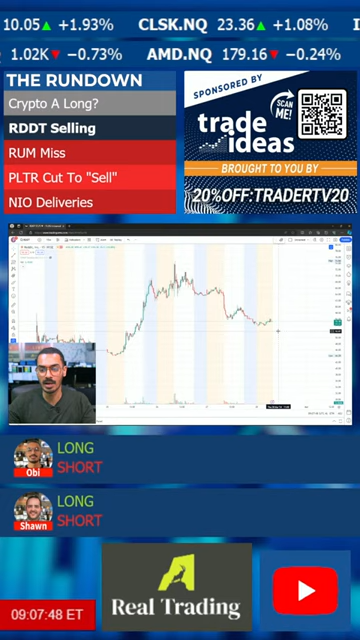 10.05▲ +1.93% CLSK.NQ 23.36▲ +1.08%
1.02K▼ −0.73% AMD.NQ 179.16▼ −0.24%
THE RUNDOWN
Crypto A Long?
RDDT Selling
RUM Miss
PLTR Cut To "Sell"
NIO Deliveries
SPONSORED BY
SCAN ME!
trade ideas
BROUGHT TO YOU BY
20%OFF:TRADERTV20
LONG
SHORT
Obi
LONG
SHORT
Shawn
09:07:48 ET
Real Trading